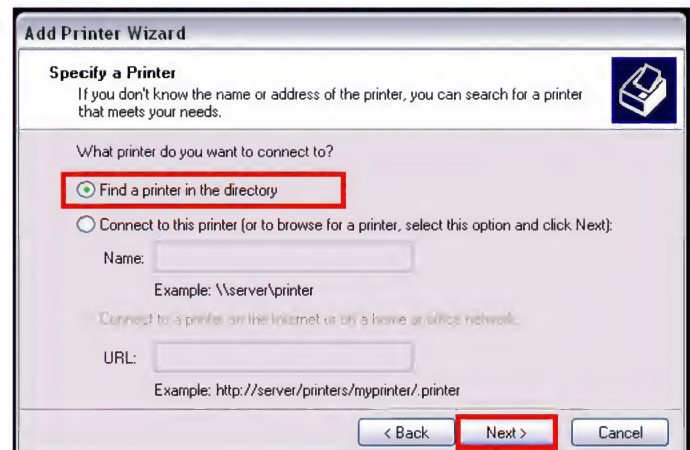 Add Printer Wizard
Specify a Printer
If you don't know the name or address of the printer, you can search for a printer
that meets your needs.
What printer do you want to connect to?
Find a printer in the directory
Connect to this printer (or to browse for a printer, select this option and click Next):
Name:
Example: \\server\printer
Connect to a printer on the Internet or on a home or office network:
URL:
Example: http://server/printers/myprinter/.printer
< Back
Next >
Cancel